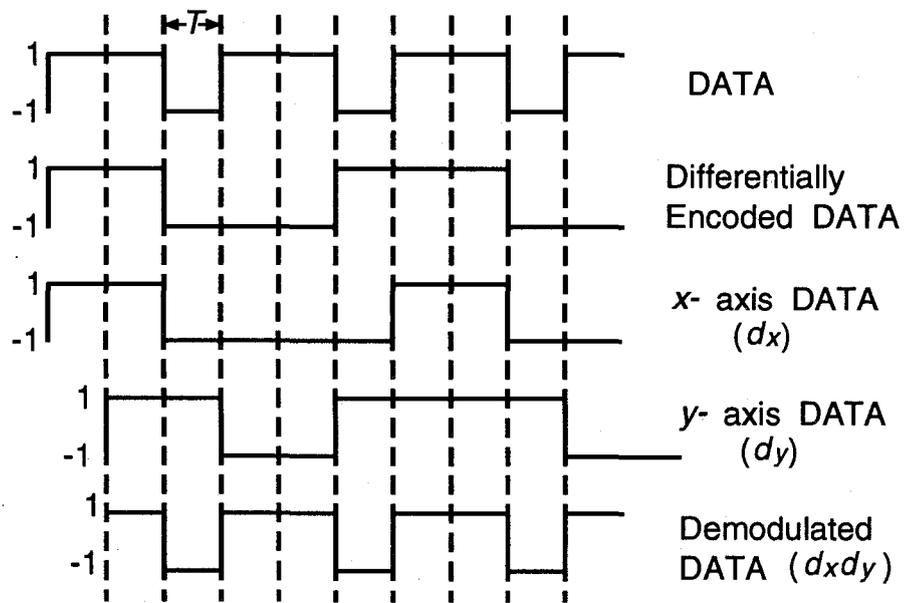 T
1
-1
DATA
1
-1
Differentially
Encoded DATA
1
-1
x- axis DATA
(dx)
1
-1
y- axis DATA
(dy)
1
-1
Demodulated
DATA (dxdy)